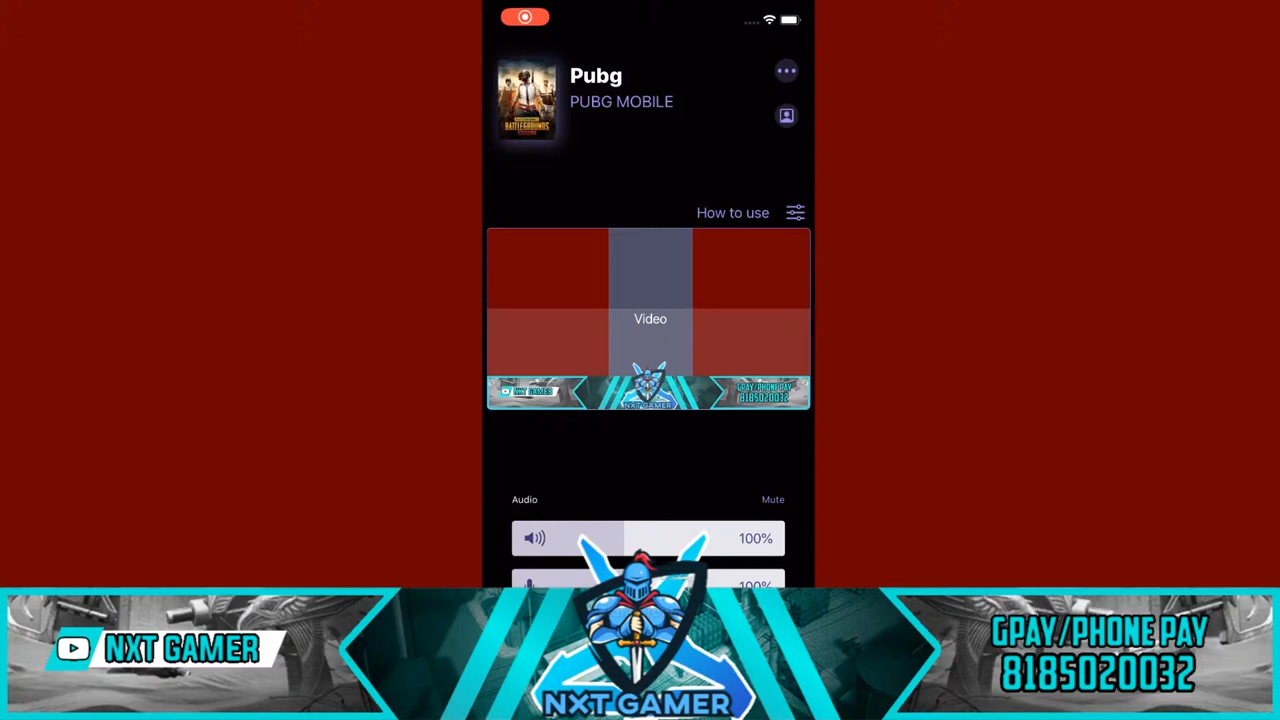 Pubg
PUBG MOBILE
How to use
Video
NXT GAMER
NXT GAMER
GPAY/PHONE PAY
8185020032
Audio
Mute
100%
100%
NXT GAMER
NXT GAMER
GPAY/PHONE PAY
8185020032